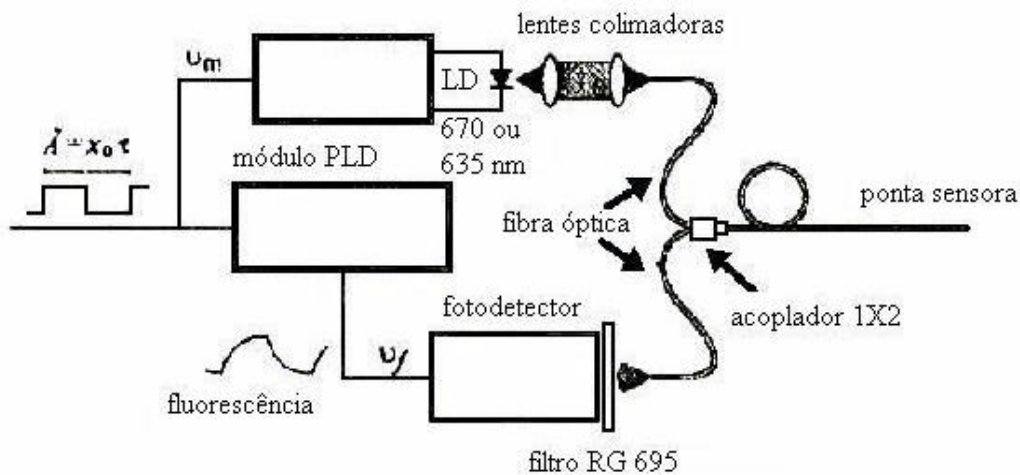 lentes colimadoras
υm
LD
670 ou
635 nm
módulo PLD
fibra óptica
ponta sensora
acoplador 1X2
fotodetector
υf
fluorescência
filtro RG 695